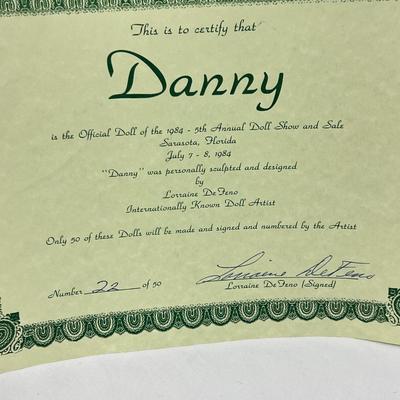 This is to certify that
Danny
is the Official Doll of the 1984 - 5th Annual Doll Show and Sale
Sarasota, Florida
July 7-8, 1984
"Danny" was personally sculpted and designed
by
Lorraine DeFeno
Internationally Known Doll Artist
Only 50 of these Dolls will be made and signed and numbered by the Artist
Lorraine DeFeno
Number 22 of 50
Lorraine DeFeno (Signed)